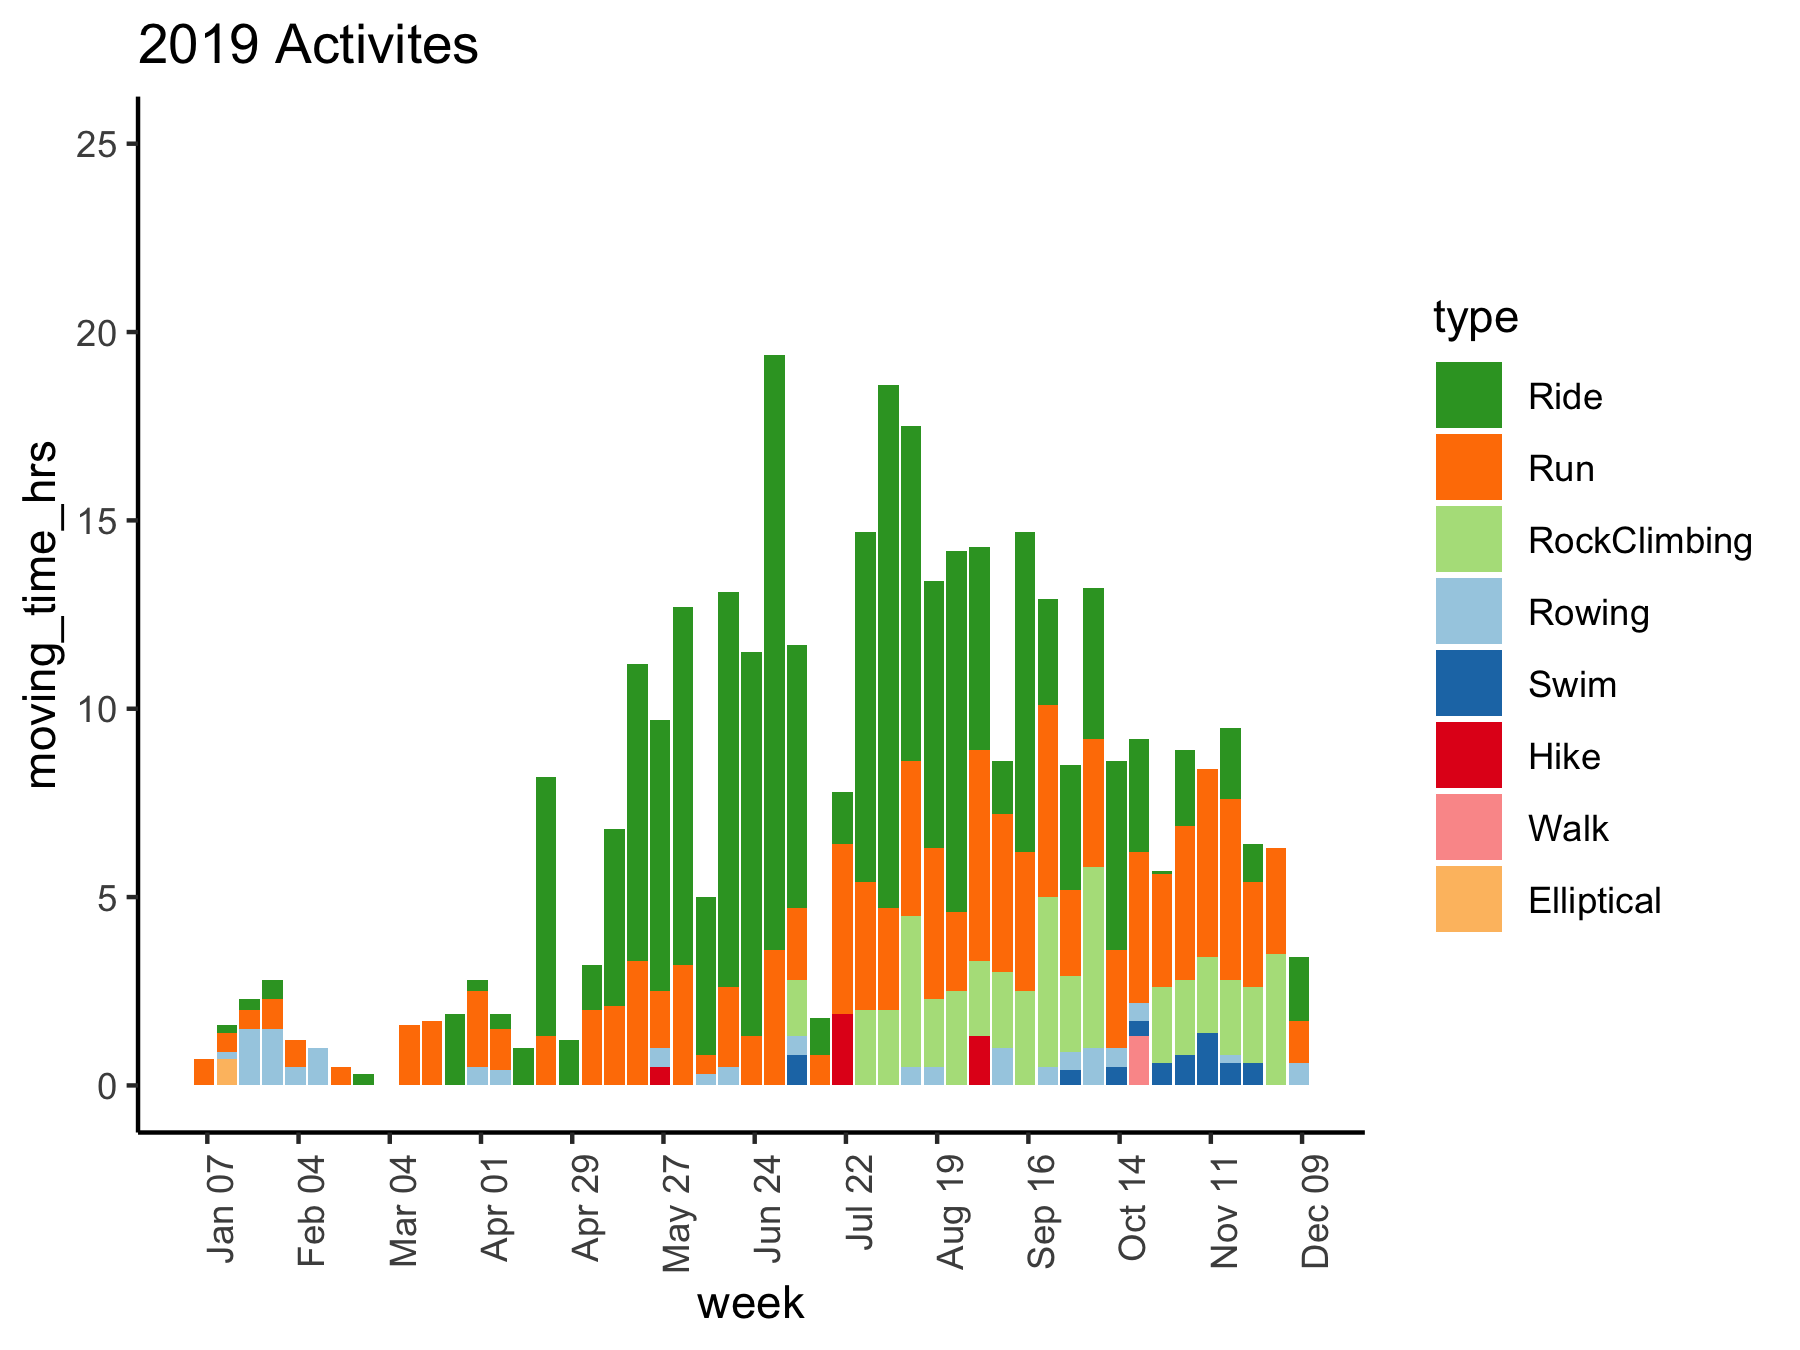 2019 Activites
moving_time_hrs
25
20
15
10
5
0
Jan 07
Feb 04
Mar 04
Apr 01
Apr 29
May 27
Jun 24
Jul 22
Aug 19
Sep 16
Oct 14
Nov 11
Dec 09
week
type
Ride
Run
RockClimbing
Rowing
Swim
Hike
Walk
Elliptical